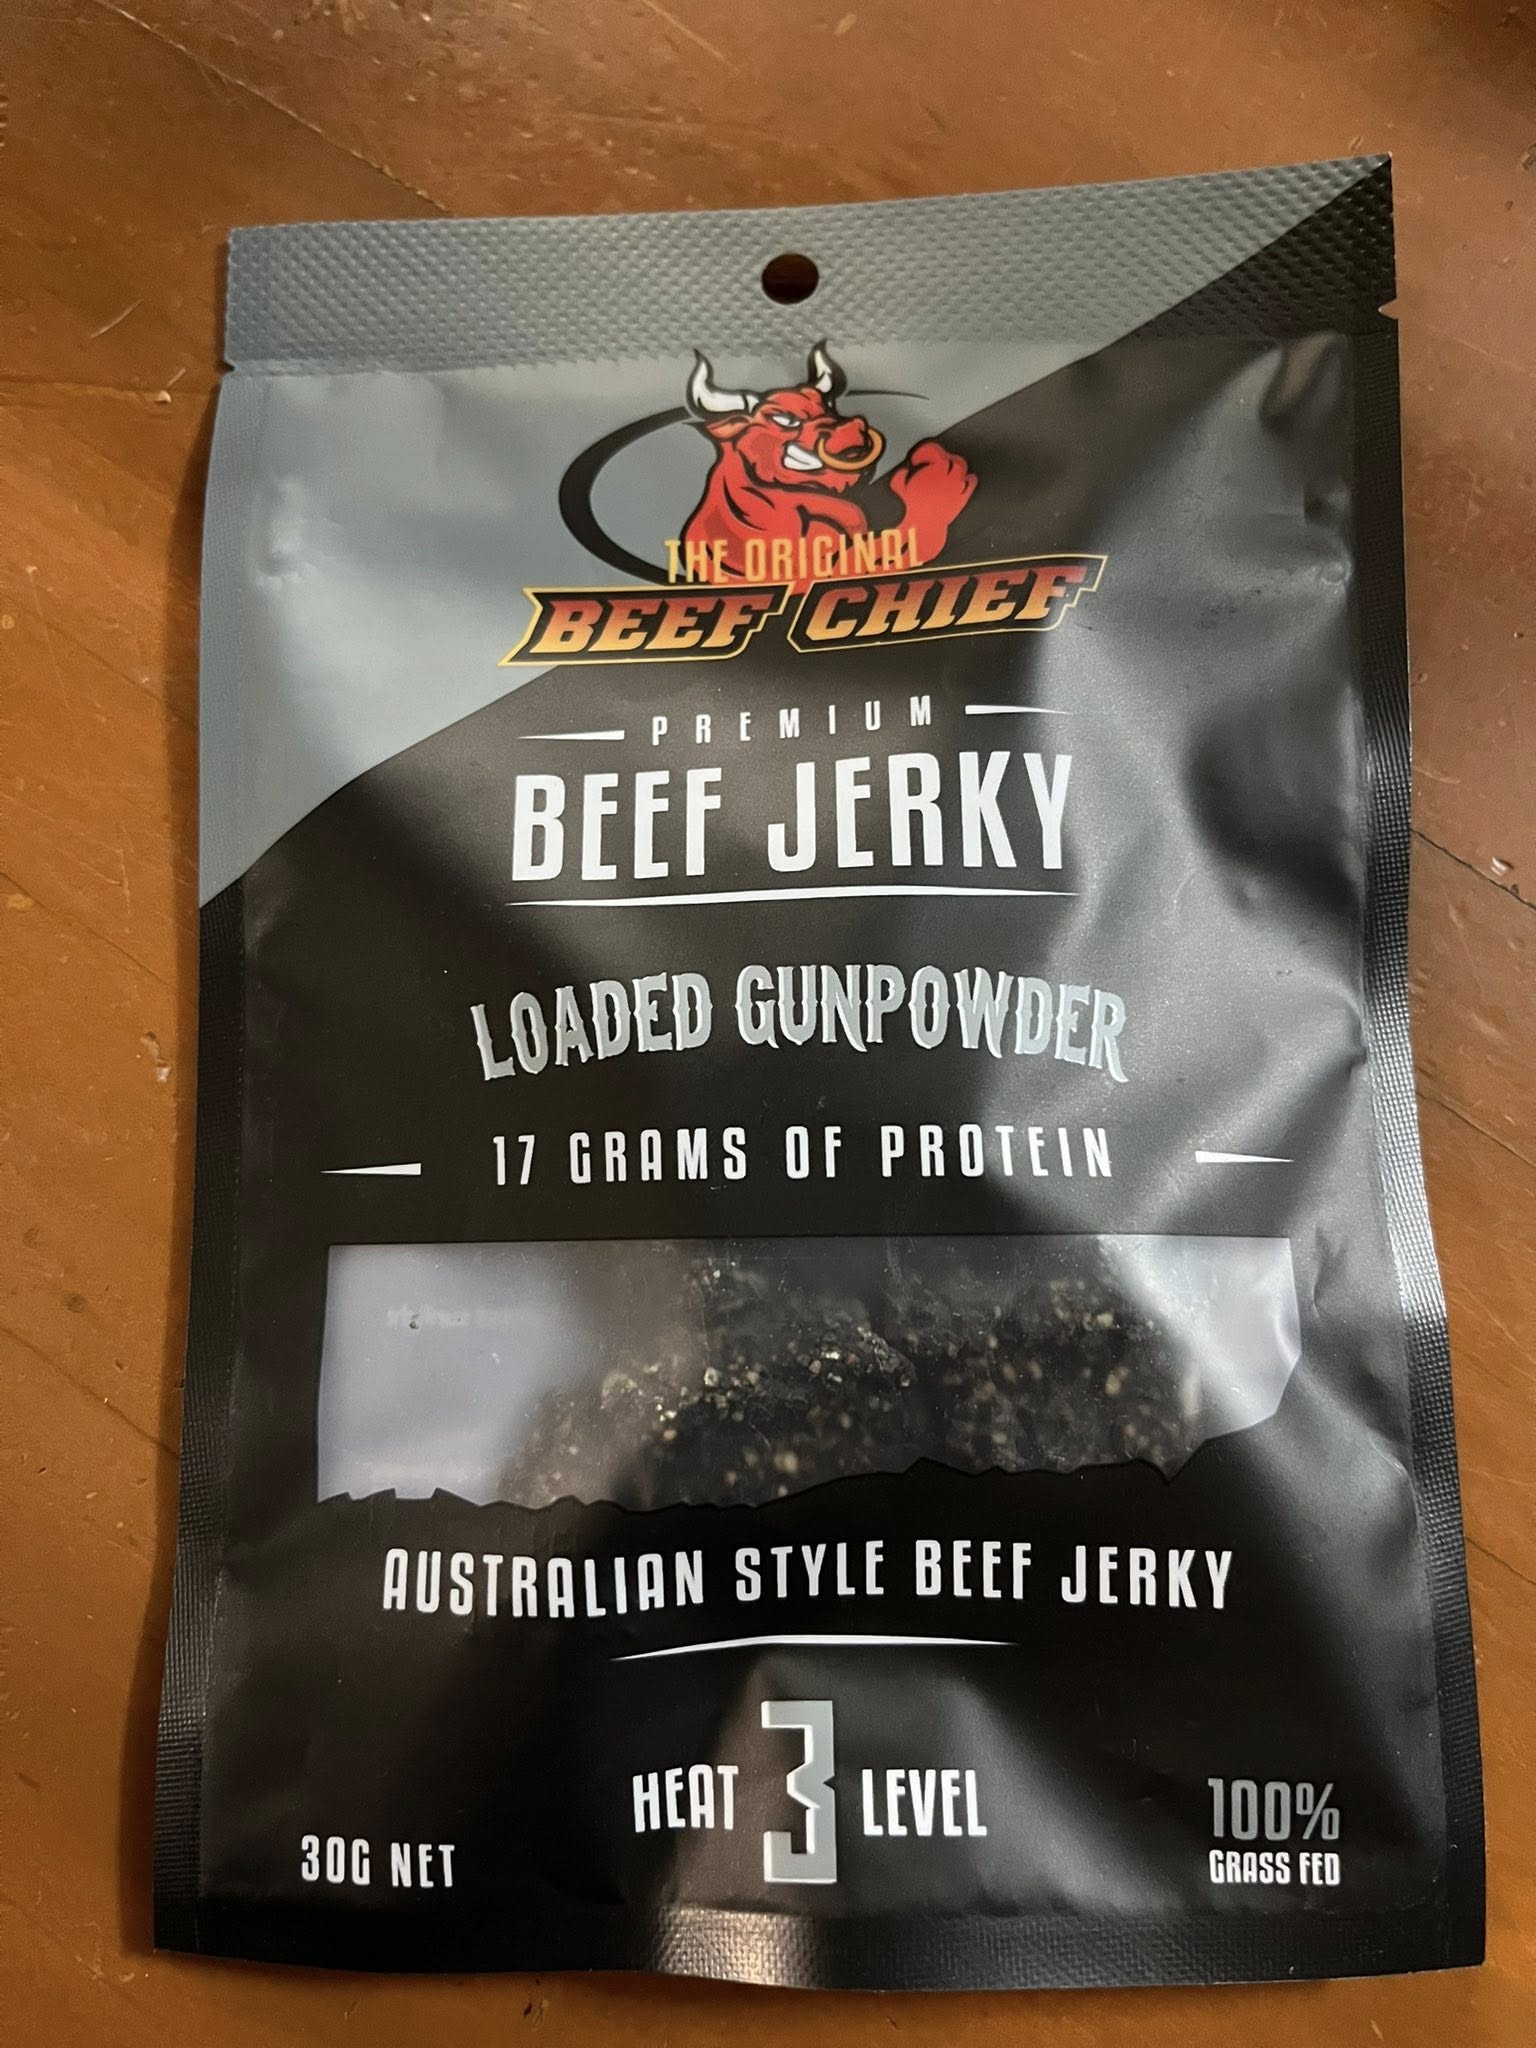 THE ORIGINAL
BEEF CHIEF
PREMIUM
BEEF JERKY
LOADED GUNPOWDER
17 GRAMS OF PROTEIN
AUSTRALIAN STYLE BEEF JERKY
HEAT 3 LEVEL
30G NET
100%
GRASS FED